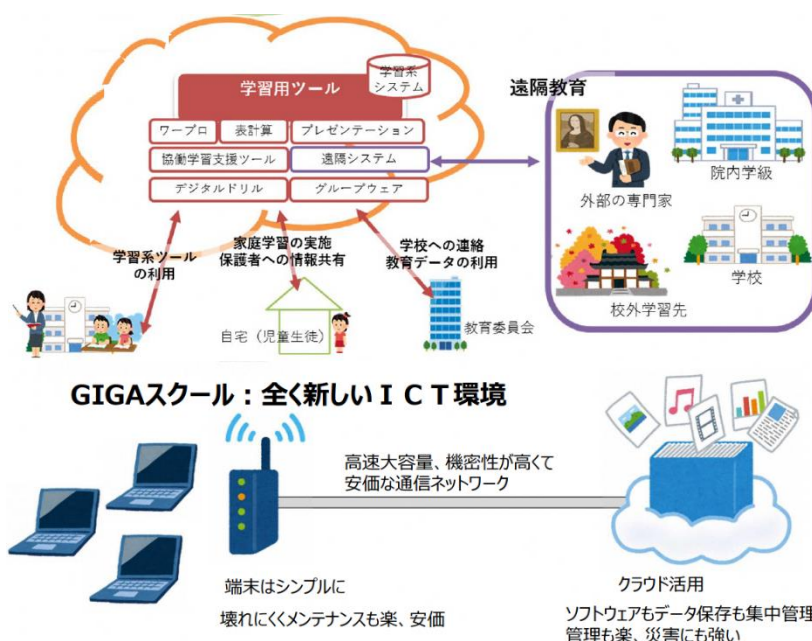 学習用ツール
学習系
システム
ワープロ
表計算
プレゼンテーション
協働学習支援ツール
遠隔システム
デジタルドリル
グループウェア
遠隔教育
外部の専門家
院内学級
校外学習先
学校
学習系ツール
の利用
家庭学習の実施
保護者への情報共有
学校への連絡
教育データの利用
自宅（児童生徒）
教育委員会
GIGAスクール：全く新しいＩＣＴ環境
高速大容量、機密性が高くて
安価な通信ネットワーク
端末はシンプルに
壊れにくくメンテナンスも楽、安価
クラウド活用
ソフトウェアもデータ保存も集中管理
管理も楽、災害にも強い